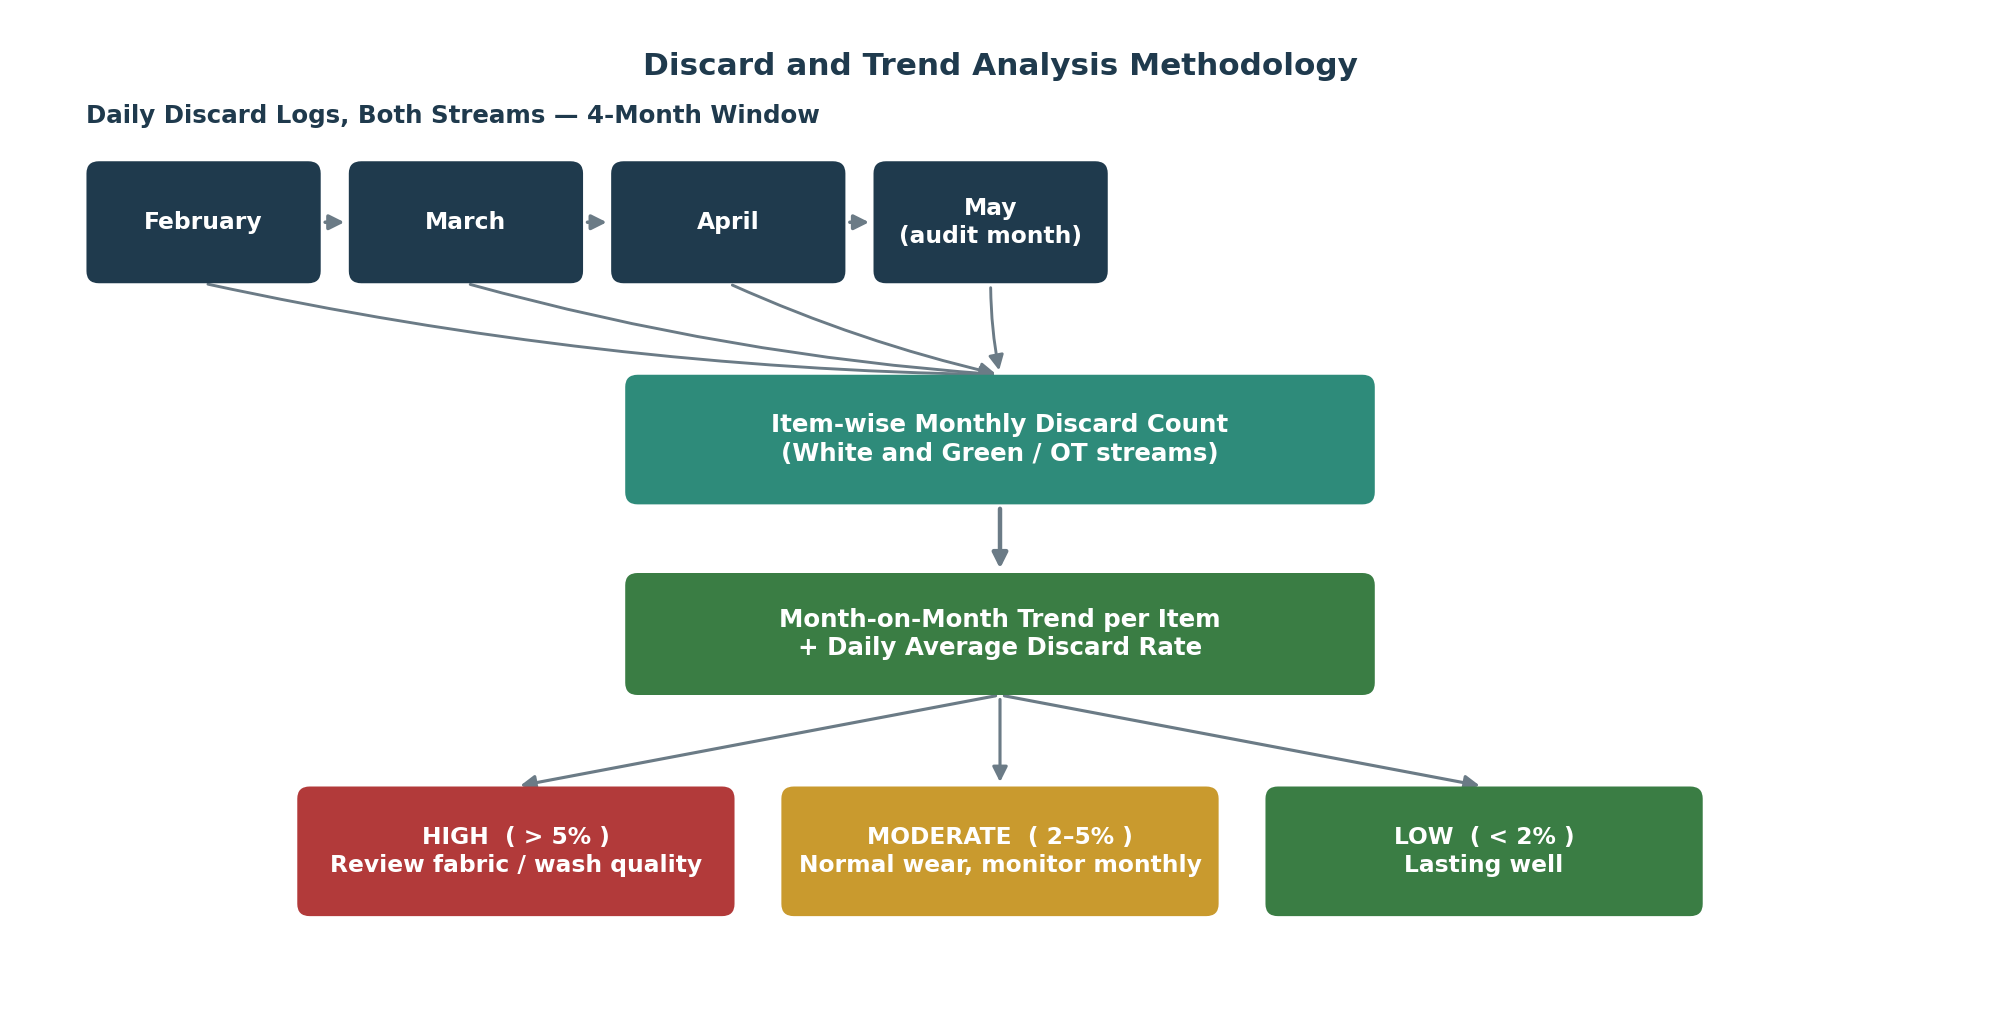 Discard and Trend Analysis Methodology
Daily Discard Logs, Both Streams — 4-Month Window
February
March
April
May
(audit month)
Item-wise Monthly Discard Count
(White and Green / OT streams)
Month-on-Month Trend per Item
+ Daily Average Discard Rate
HIGH  ( > 5% )
Review fabric / wash quality
MODERATE  ( 2–5% )
Normal wear, monitor monthly
LOW  ( < 2% )
Lasting well